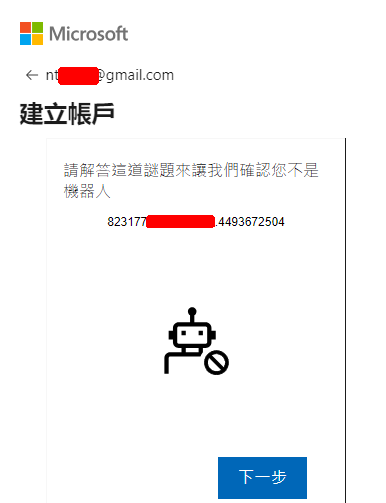 Microsoft
← nt @gmail.com
建立帳戶
請解答這道謎題來讓我們確認您不是
機器人
823177 .4493672504
下一步